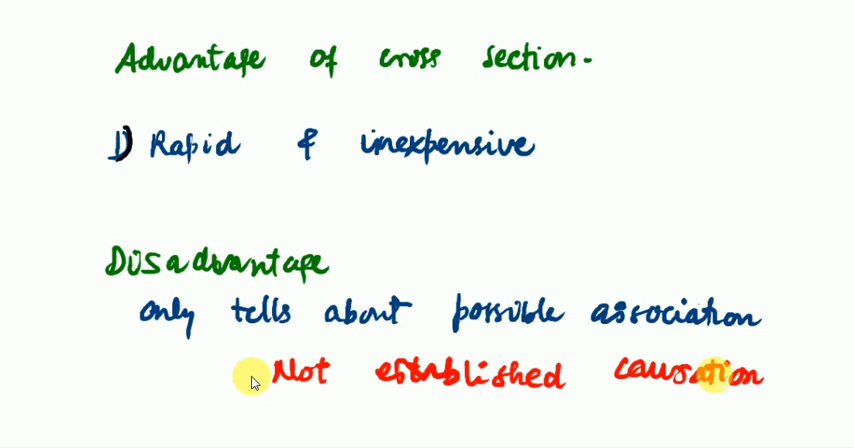 Advantage of cross section.
1) Rapid & inexpensive
Disadvantage
only tells about possible association
Not established causation